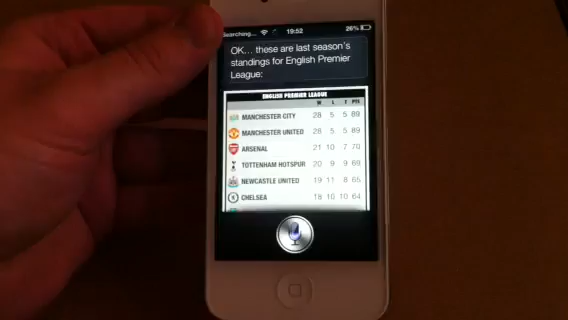 Searching... 19:52 26%
OK... these are last season's
standings for English Premier
League:
ENGLISH PREMIER LEAGUE
W L T PTS
MANCHESTER CITY 28 5 5 89
MANCHESTER UNITED 28 5 5 89
ARSENAL 21 10 7 70
TOTTENHAM HOTSPUR 20 9 9 69
NEWCASTLE UNITED 19 11 8 65
CHELSEA 18 10 10 64